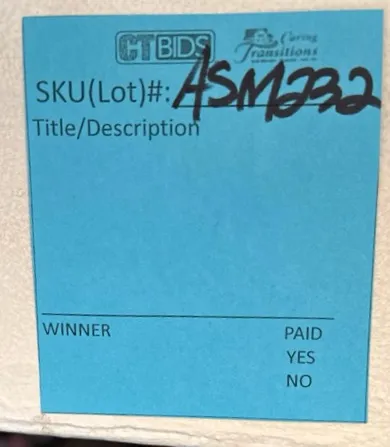 CTBIDS Caring Transitions
SKU(Lot)#: ASM232
Title/Description
WINNER PAID
YES
NO